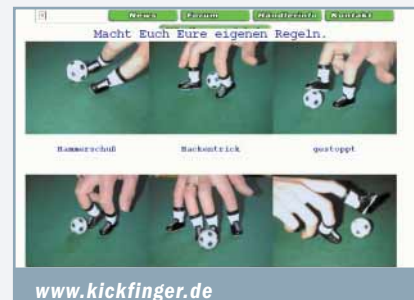 News Forum Händlerinfo Kontakt
Macht Euch Eure eigenen Regeln.
Hammerschuß Hackentrick gestoppt
www.kickfinger.de